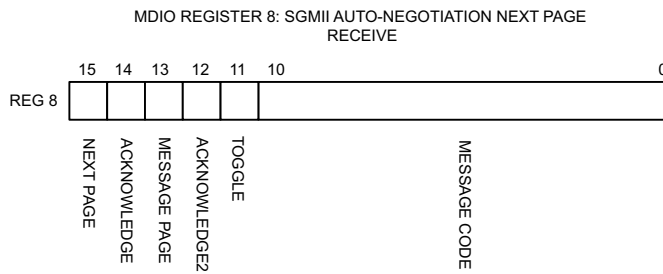 MDIO REGISTER 8: SGMII AUTO-NEGOTIATION NEXT PAGE
RECEIVE
15 14 13 12 11 10 0
REG 8
NEXT PAGE
ACKNOWLEDGE
MESSAGE PAGE
ACKNOWLEDGE2
TOGGLE
MESSAGE CODE